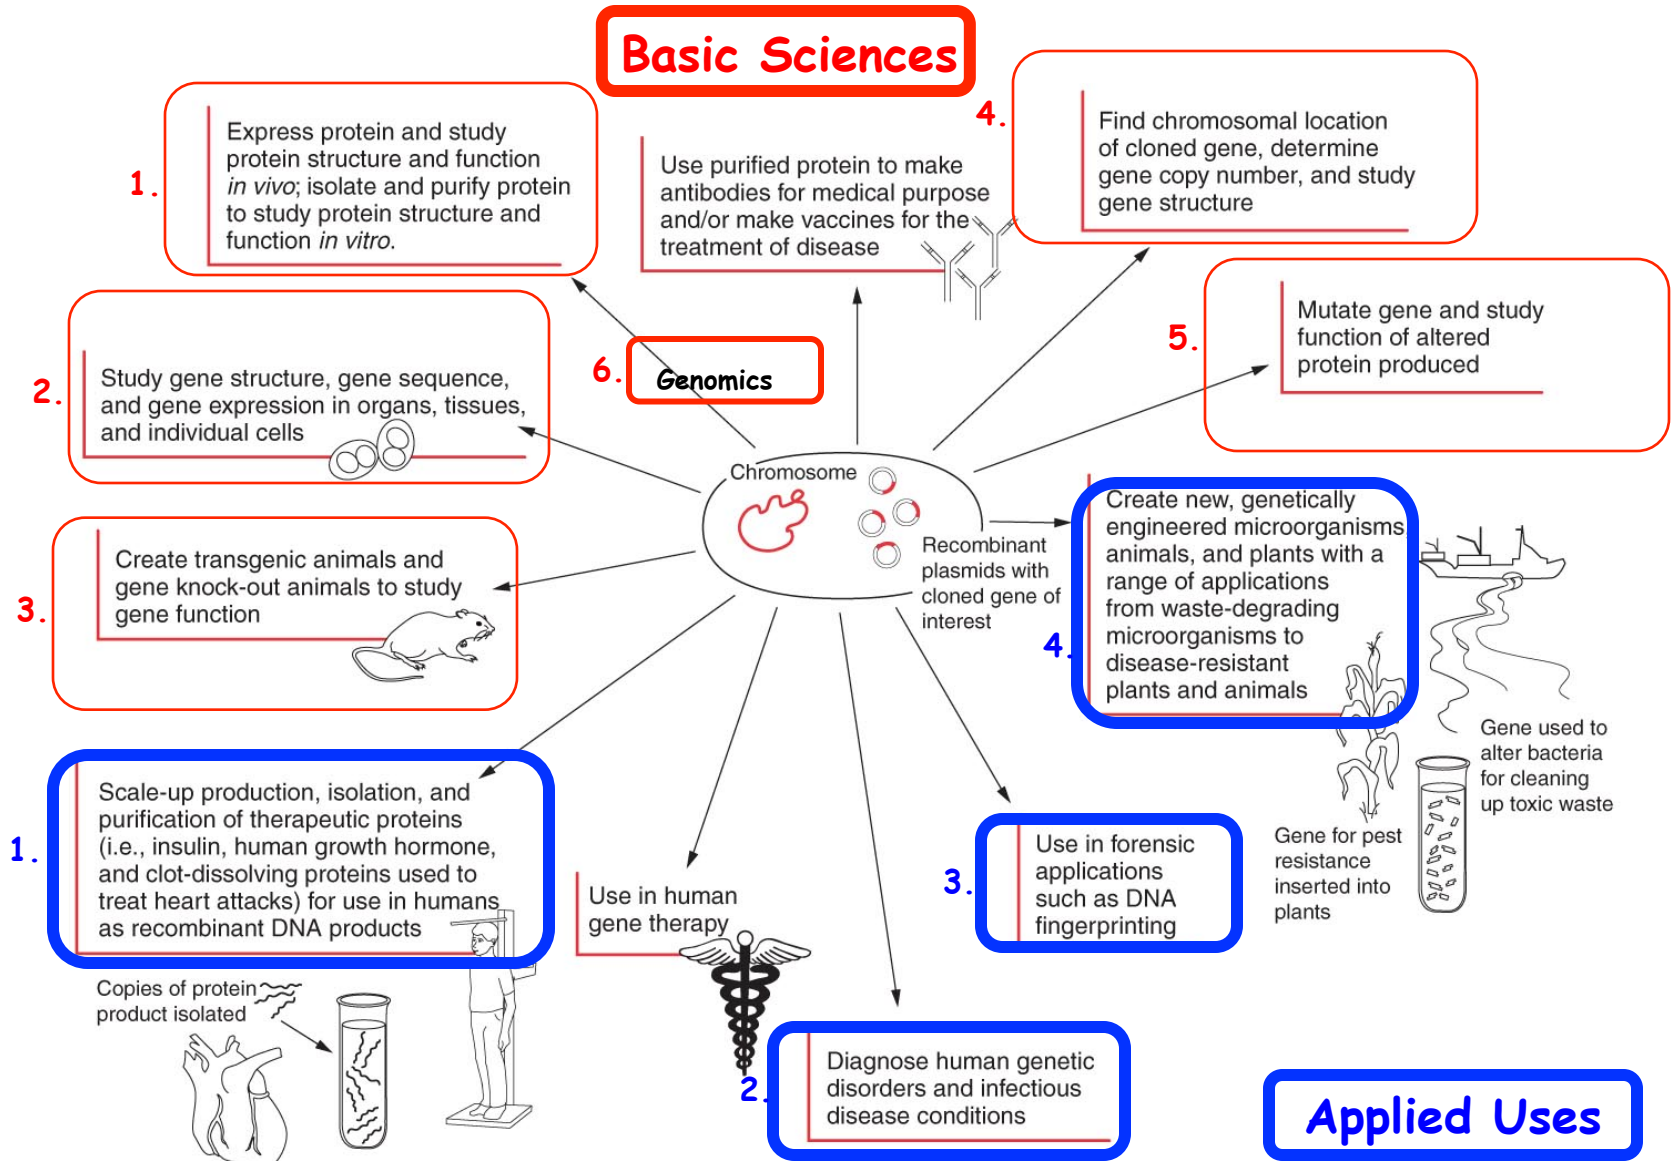 Basic Sciences
1.
Express protein and study
protein structure and function
in vivo; isolate and purify protein
to study protein structure and
function in vitro.
Use purified protein to make
antibodies for medical purpose
and/or make vaccines for the
treatment of disease
4.
Find chromosomal location
of cloned gene, determine
gene copy number, and study
gene structure
2.
Study gene structure, gene sequence,
and gene expression in organs, tissues,
and individual cells
6.
Genomics
5.
Mutate gene and study
function of altered
protein produced
3.
Create transgenic animals and
gene knock-out animals to study
gene function
Chromosome
Recombinant
plasmids with
cloned gene of
interest
4.
Create new, genetically
engineered microorganisms,
animals, and plants with a
range of applications
from waste-degrading
microorganisms to
disease-resistant
plants and animals
Gene used to
alter bacteria
for cleaning
up toxic waste
Gene for pest
resistance
inserted into
plants
1.
Scale-up production, isolation, and
purification of therapeutic proteins
(i.e., insulin, human growth hormone,
and clot-dissolving proteins used to
treat heart attacks) for use in humans
as recombinant DNA products
Copies of protein
product isolated
Use in human
gene therapy
3.
Use in forensic
applications
such as DNA
fingerprinting
2.
Diagnose human genetic
disorders and infectious
disease conditions
Applied Uses